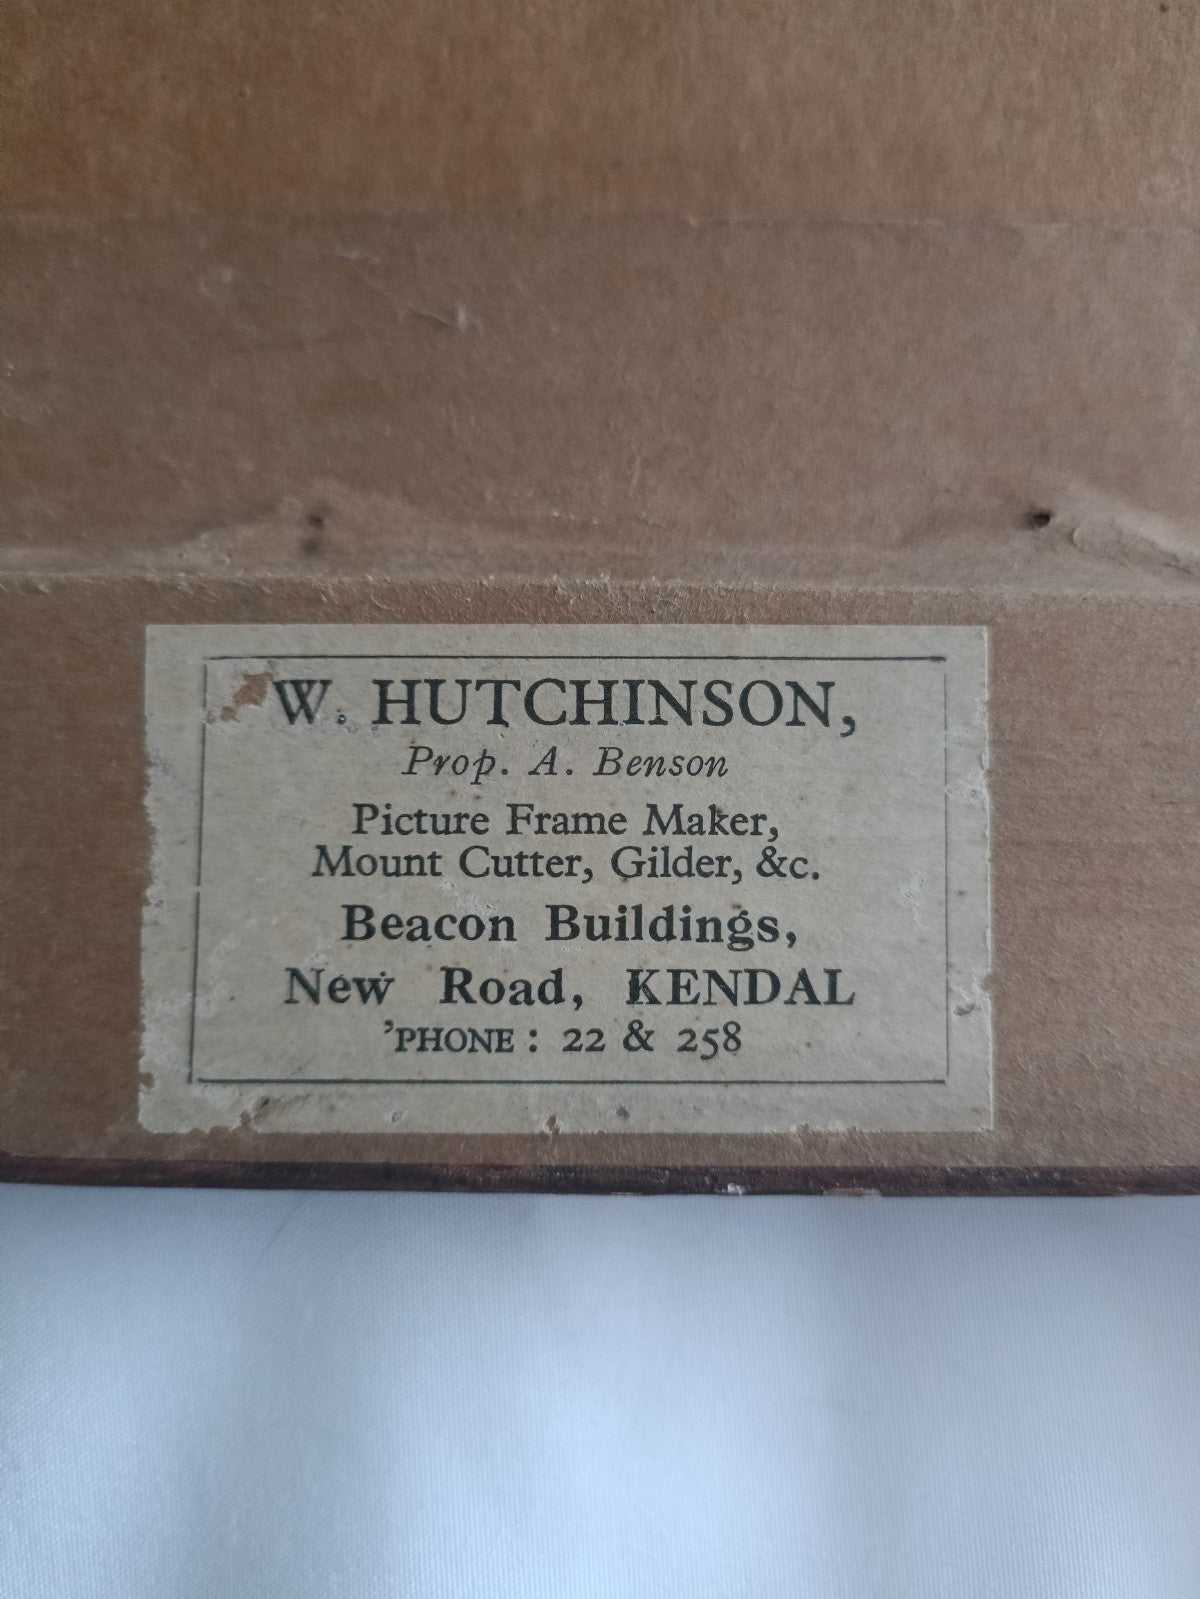 W. HUTCHINSON,
Prop. A. Benson
Picture Frame Maker,
Mount Cutter, Gilder, &c.
Beacon Buildings,
New Road, KENDAL
'PHONE: 22 & 258